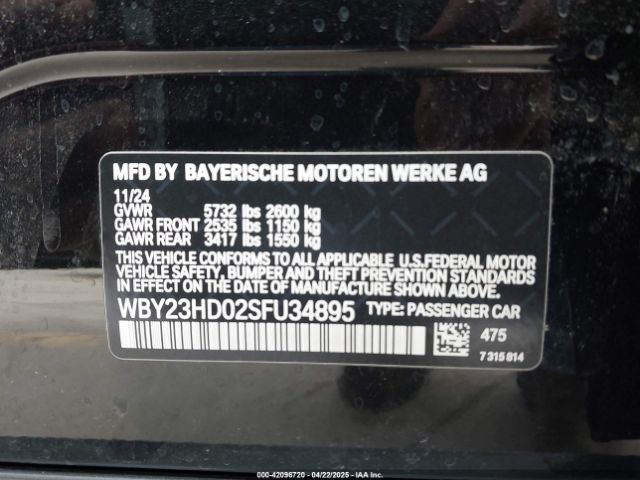 MFD BY BAYERISCHE MOTOREN WERKE AG
11/24
GVWR 5732 lbs 2600 kg
GAWR FRONT 2535 lbs 1150 kg
GAWR REAR 3417 lbs 1550 kg
THIS VEHICLE CONFORMS TO ALL APPLICABLE U.S.FEDERAL MOTOR
VEHICLE SAFETY, BUMPER AND THEFT PREVENTION STANDARDS
IN EFFECT ON THE DATE OF MANUFACTURE SHOWN ABOVE.
WBY23HD02SFU34895 TYPE: PASSENGER CAR
475
7 315 814
000-42096720 - 04/22/2025 - IAAI.COM